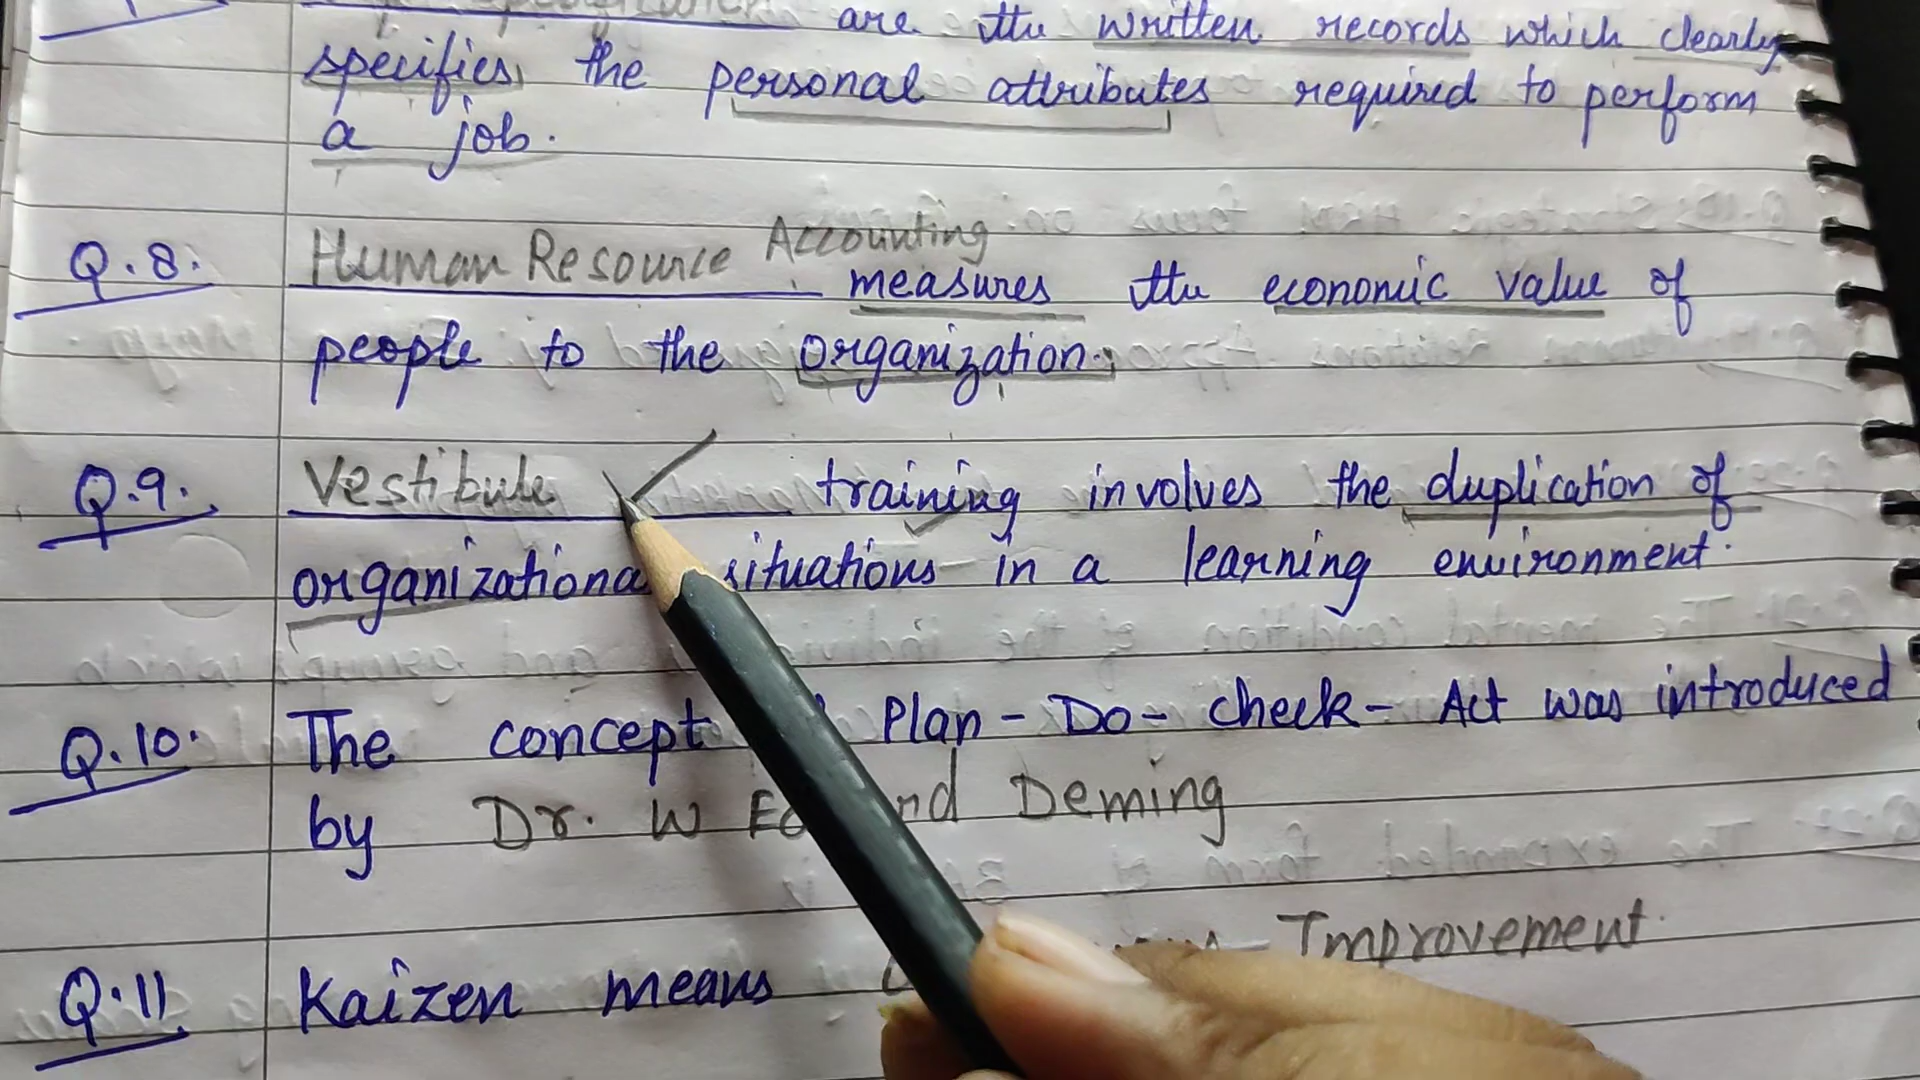 are the written records which clearly
specifies the personal attributes required to perform
a job.
Q.8. Human Resource Accounting measures the economic value of
people to the organization.
Q.9. Vestibule training involves the duplication of
organizational situations in a learning environment.
Q.10. The concept Plan-Do-Check-Act was introduced
by Dr. W Deming
Q.11 Kaizen means Improvement.